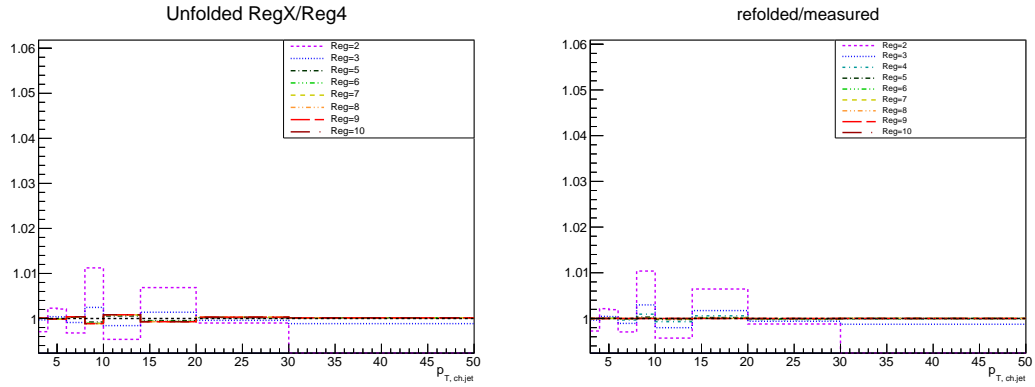 Unfolded RegX/Reg4
1.06
1.05
1.04
1.03
1.02
1.01
1
Reg=2
Reg=3
Reg=5
Reg=6
Reg=7
Reg=8
Reg=9
Reg=10
5 10 15 20 25 30 35 40 45 50
p T, ch,jet
refolded/measured
1.06
1.05
1.04
1.03
1.02
1.01
1
Reg=2
Reg=3
Reg=4
Reg=5
Reg=6
Reg=7
Reg=8
Reg=9
Reg=10
5 10 15 20 25 30 35 40 45 50
p T, ch,jet